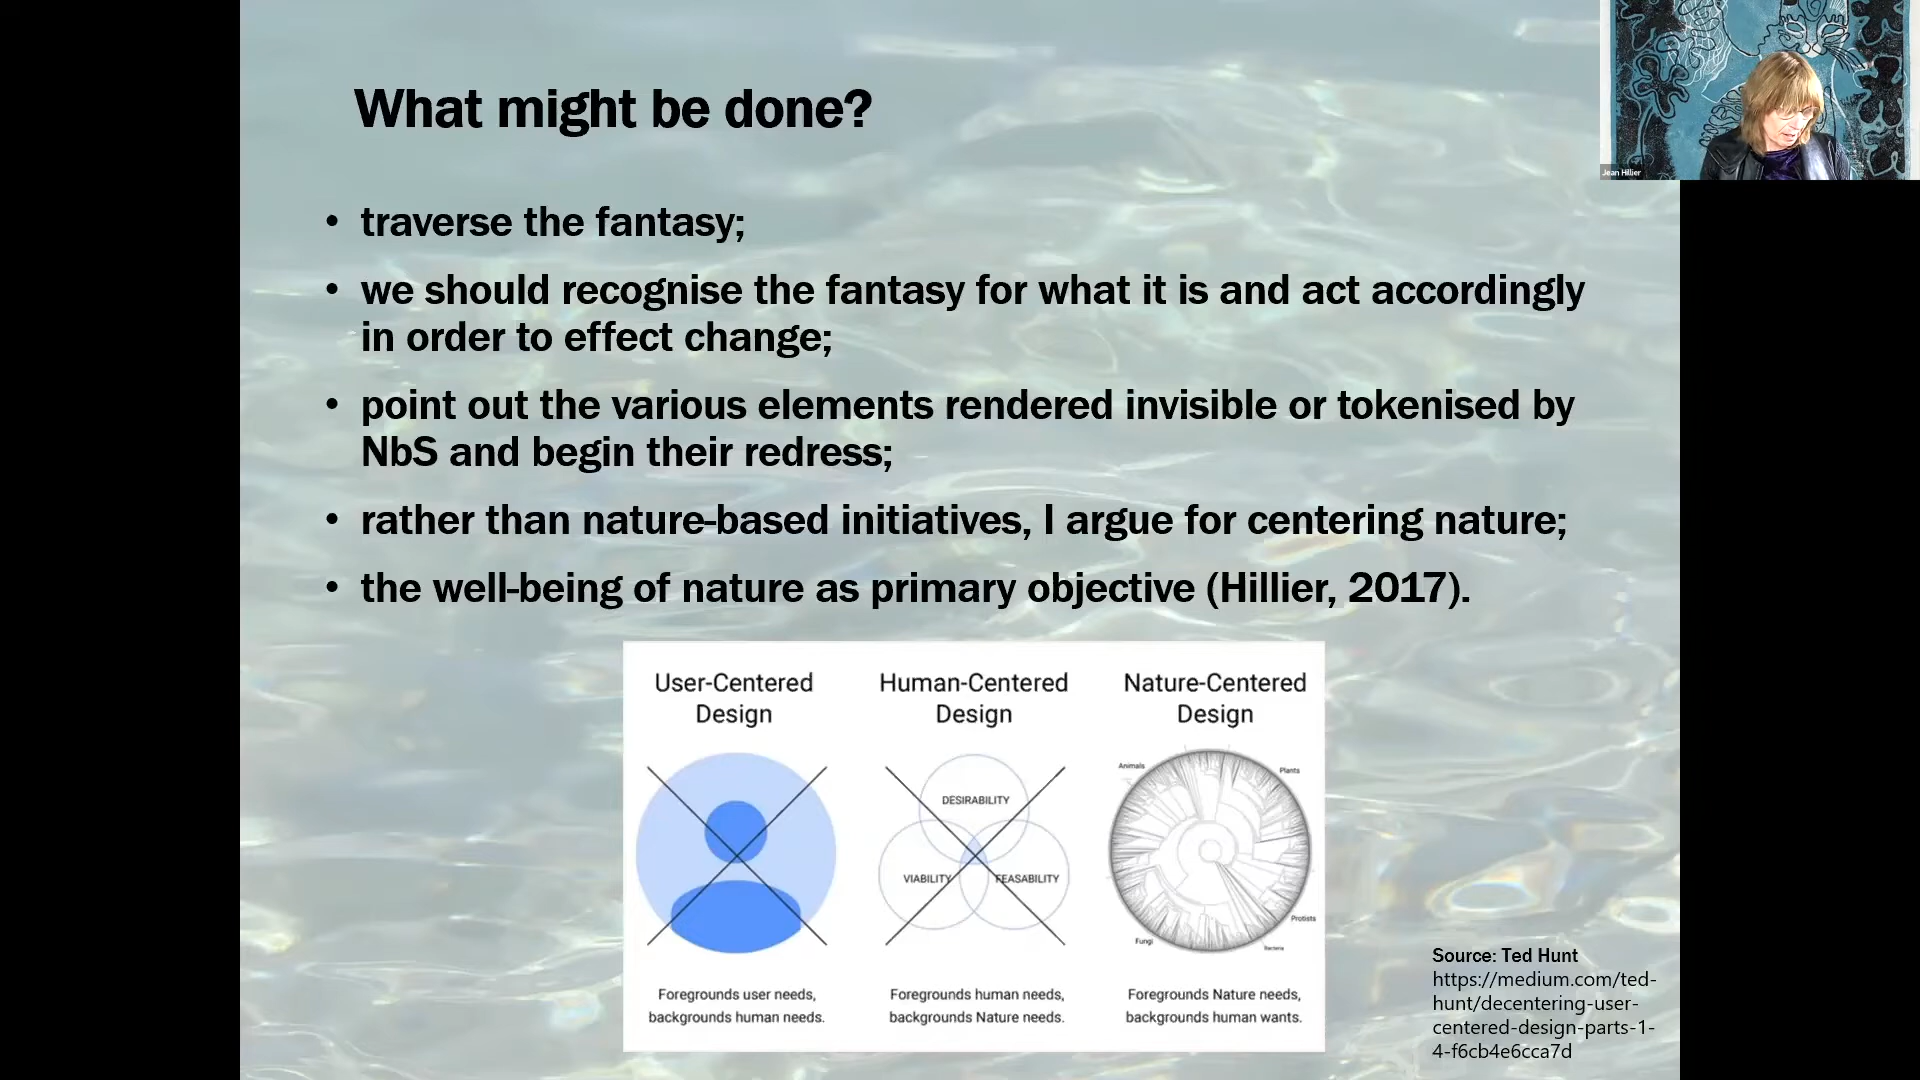 What might be done?
Jean Hillier
• traverse the fantasy;
• we should recognise the fantasy for what it is and act accordingly
in order to effect change;
• point out the various elements rendered invisible or tokenised by
NbS and begin their redress;
• rather than nature-based initiatives, I argue for centering nature;
• the well-being of nature as primary objective (Hillier, 2017).
User-Centered
Design
Foregrounds user needs,
backgrounds human needs.
Human-Centered
Design
DESIRABILITY
VIABILITY
FEASABILITY
Foregrounds human needs,
backgrounds Nature needs.
Nature-Centered
Design
Animals
Plants
Protists
Fungi
Bacteria
Foregrounds Nature needs,
backgrounds human wants.
Source: Ted Hunt
https://medium.com/ted-
hunt/decentering-user-
centered-design-parts-1-
4-f6cb4e6cca7d